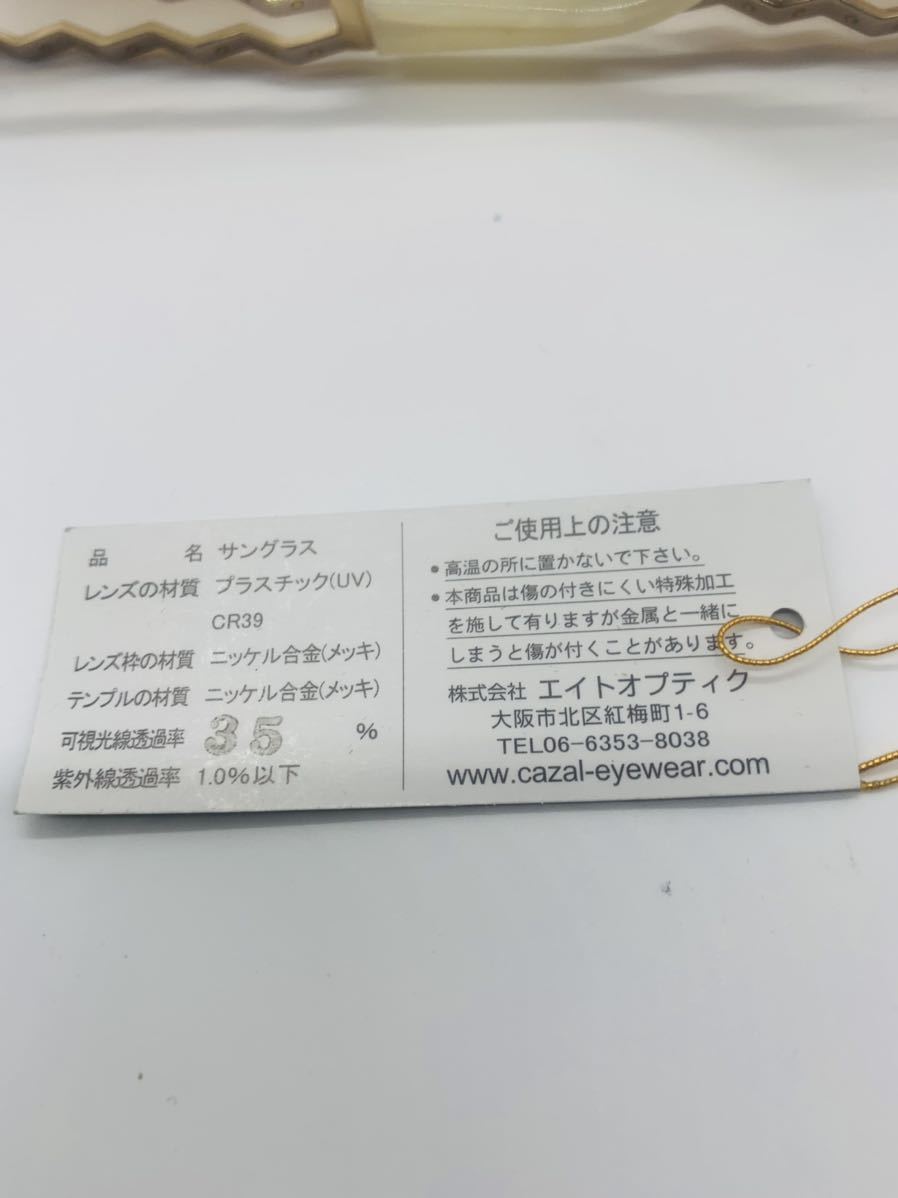 品 名 サングラス
レンズの材質 プラスチック(UV)
CR39
レンズ枠の材質 ニッケル合金(メッキ)
テンプルの材質 ニッケル合金(メッキ)
可視光線透過率 35 %
紫外線透過率 1.0%以下
ご使用上の注意
•高温の所に置かないで下さい。
•本商品は傷の付きにくい特殊加工
を施して有りますが金属と一緒に
しまうと傷が付くことがあります。
株式会社 エイトオプティク
大阪市北区紅梅町1-6
TEL06-6353-8038
www.cazal-eyewear.com